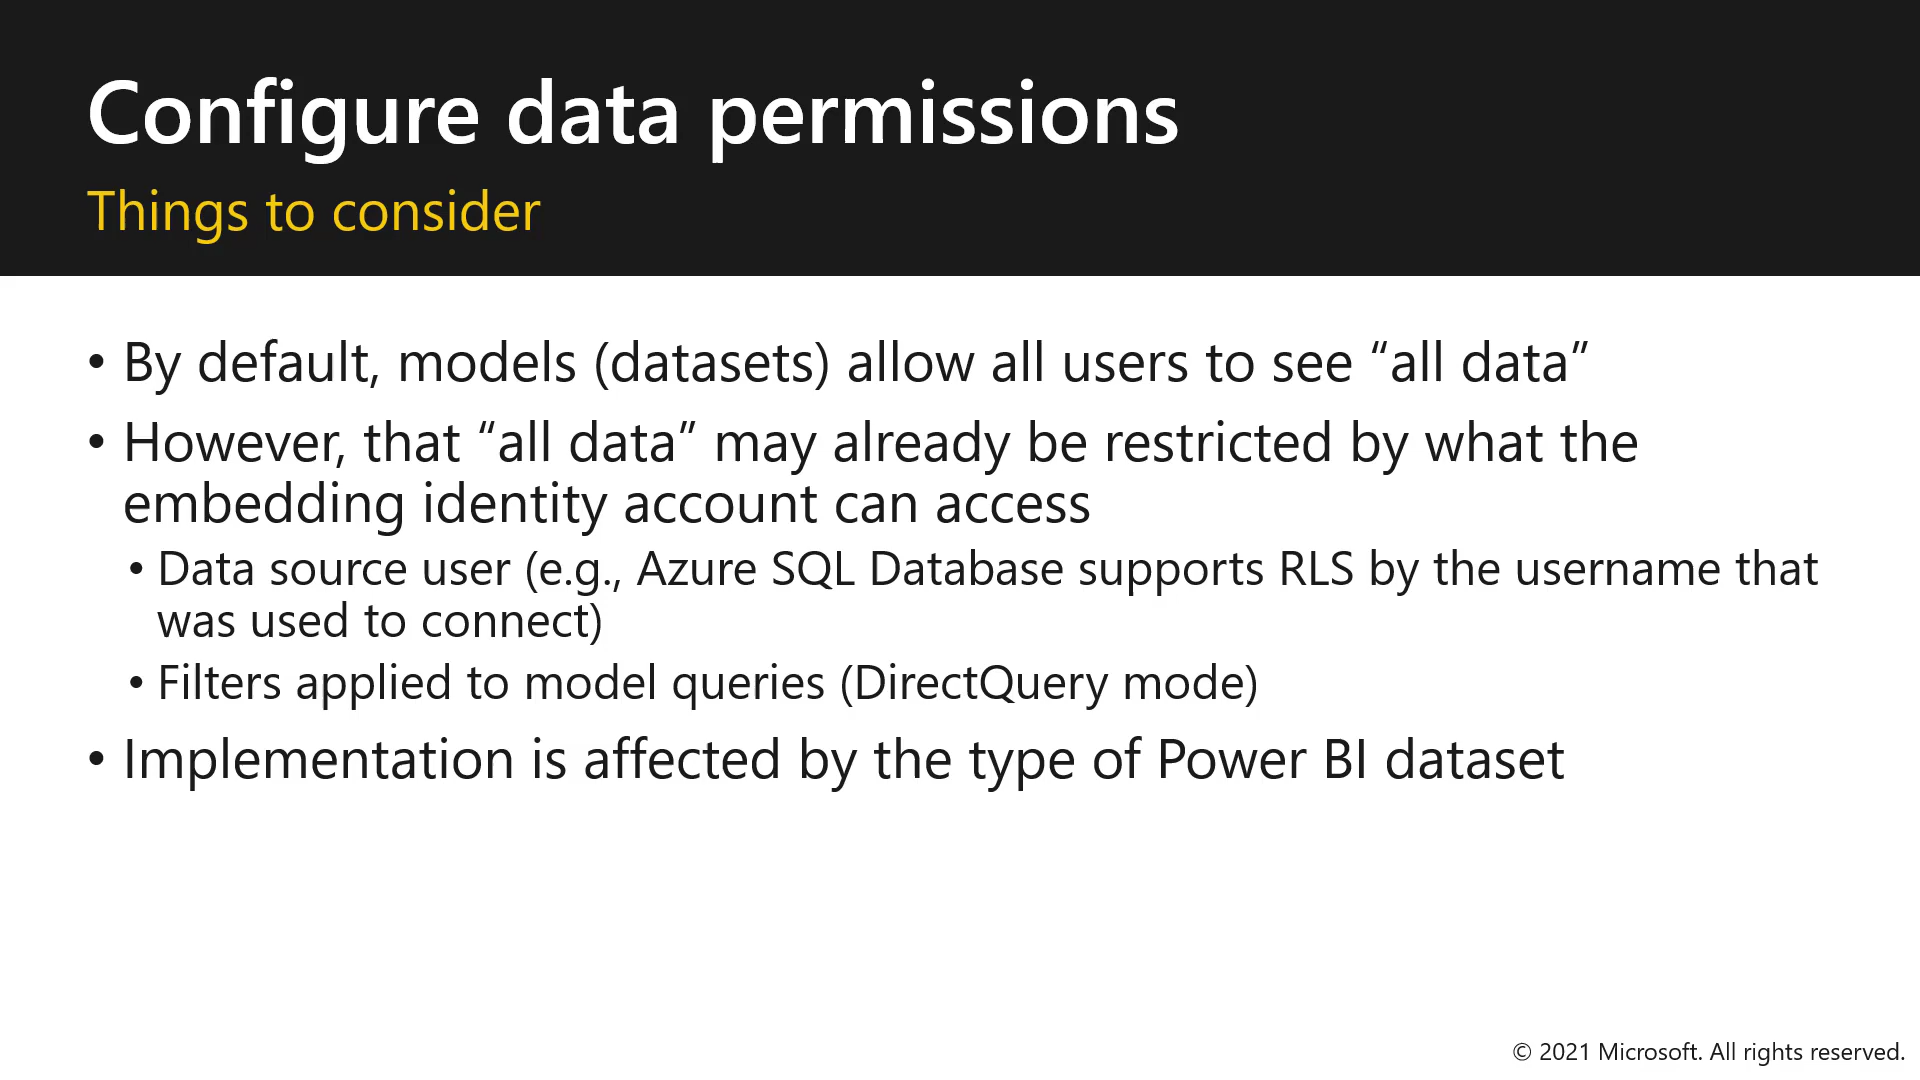 Configure data permissions
Things to consider
• By default, models (datasets) allow all users to see “all data”
• However, that “all data” may already be restricted by what the
embedding identity account can access
• Data source user (e.g., Azure SQL Database supports RLS by the username that
was used to connect)
• Filters applied to model queries (DirectQuery mode)
• Implementation is affected by the type of Power BI dataset
© 2021 Microsoft. All rights reserved.